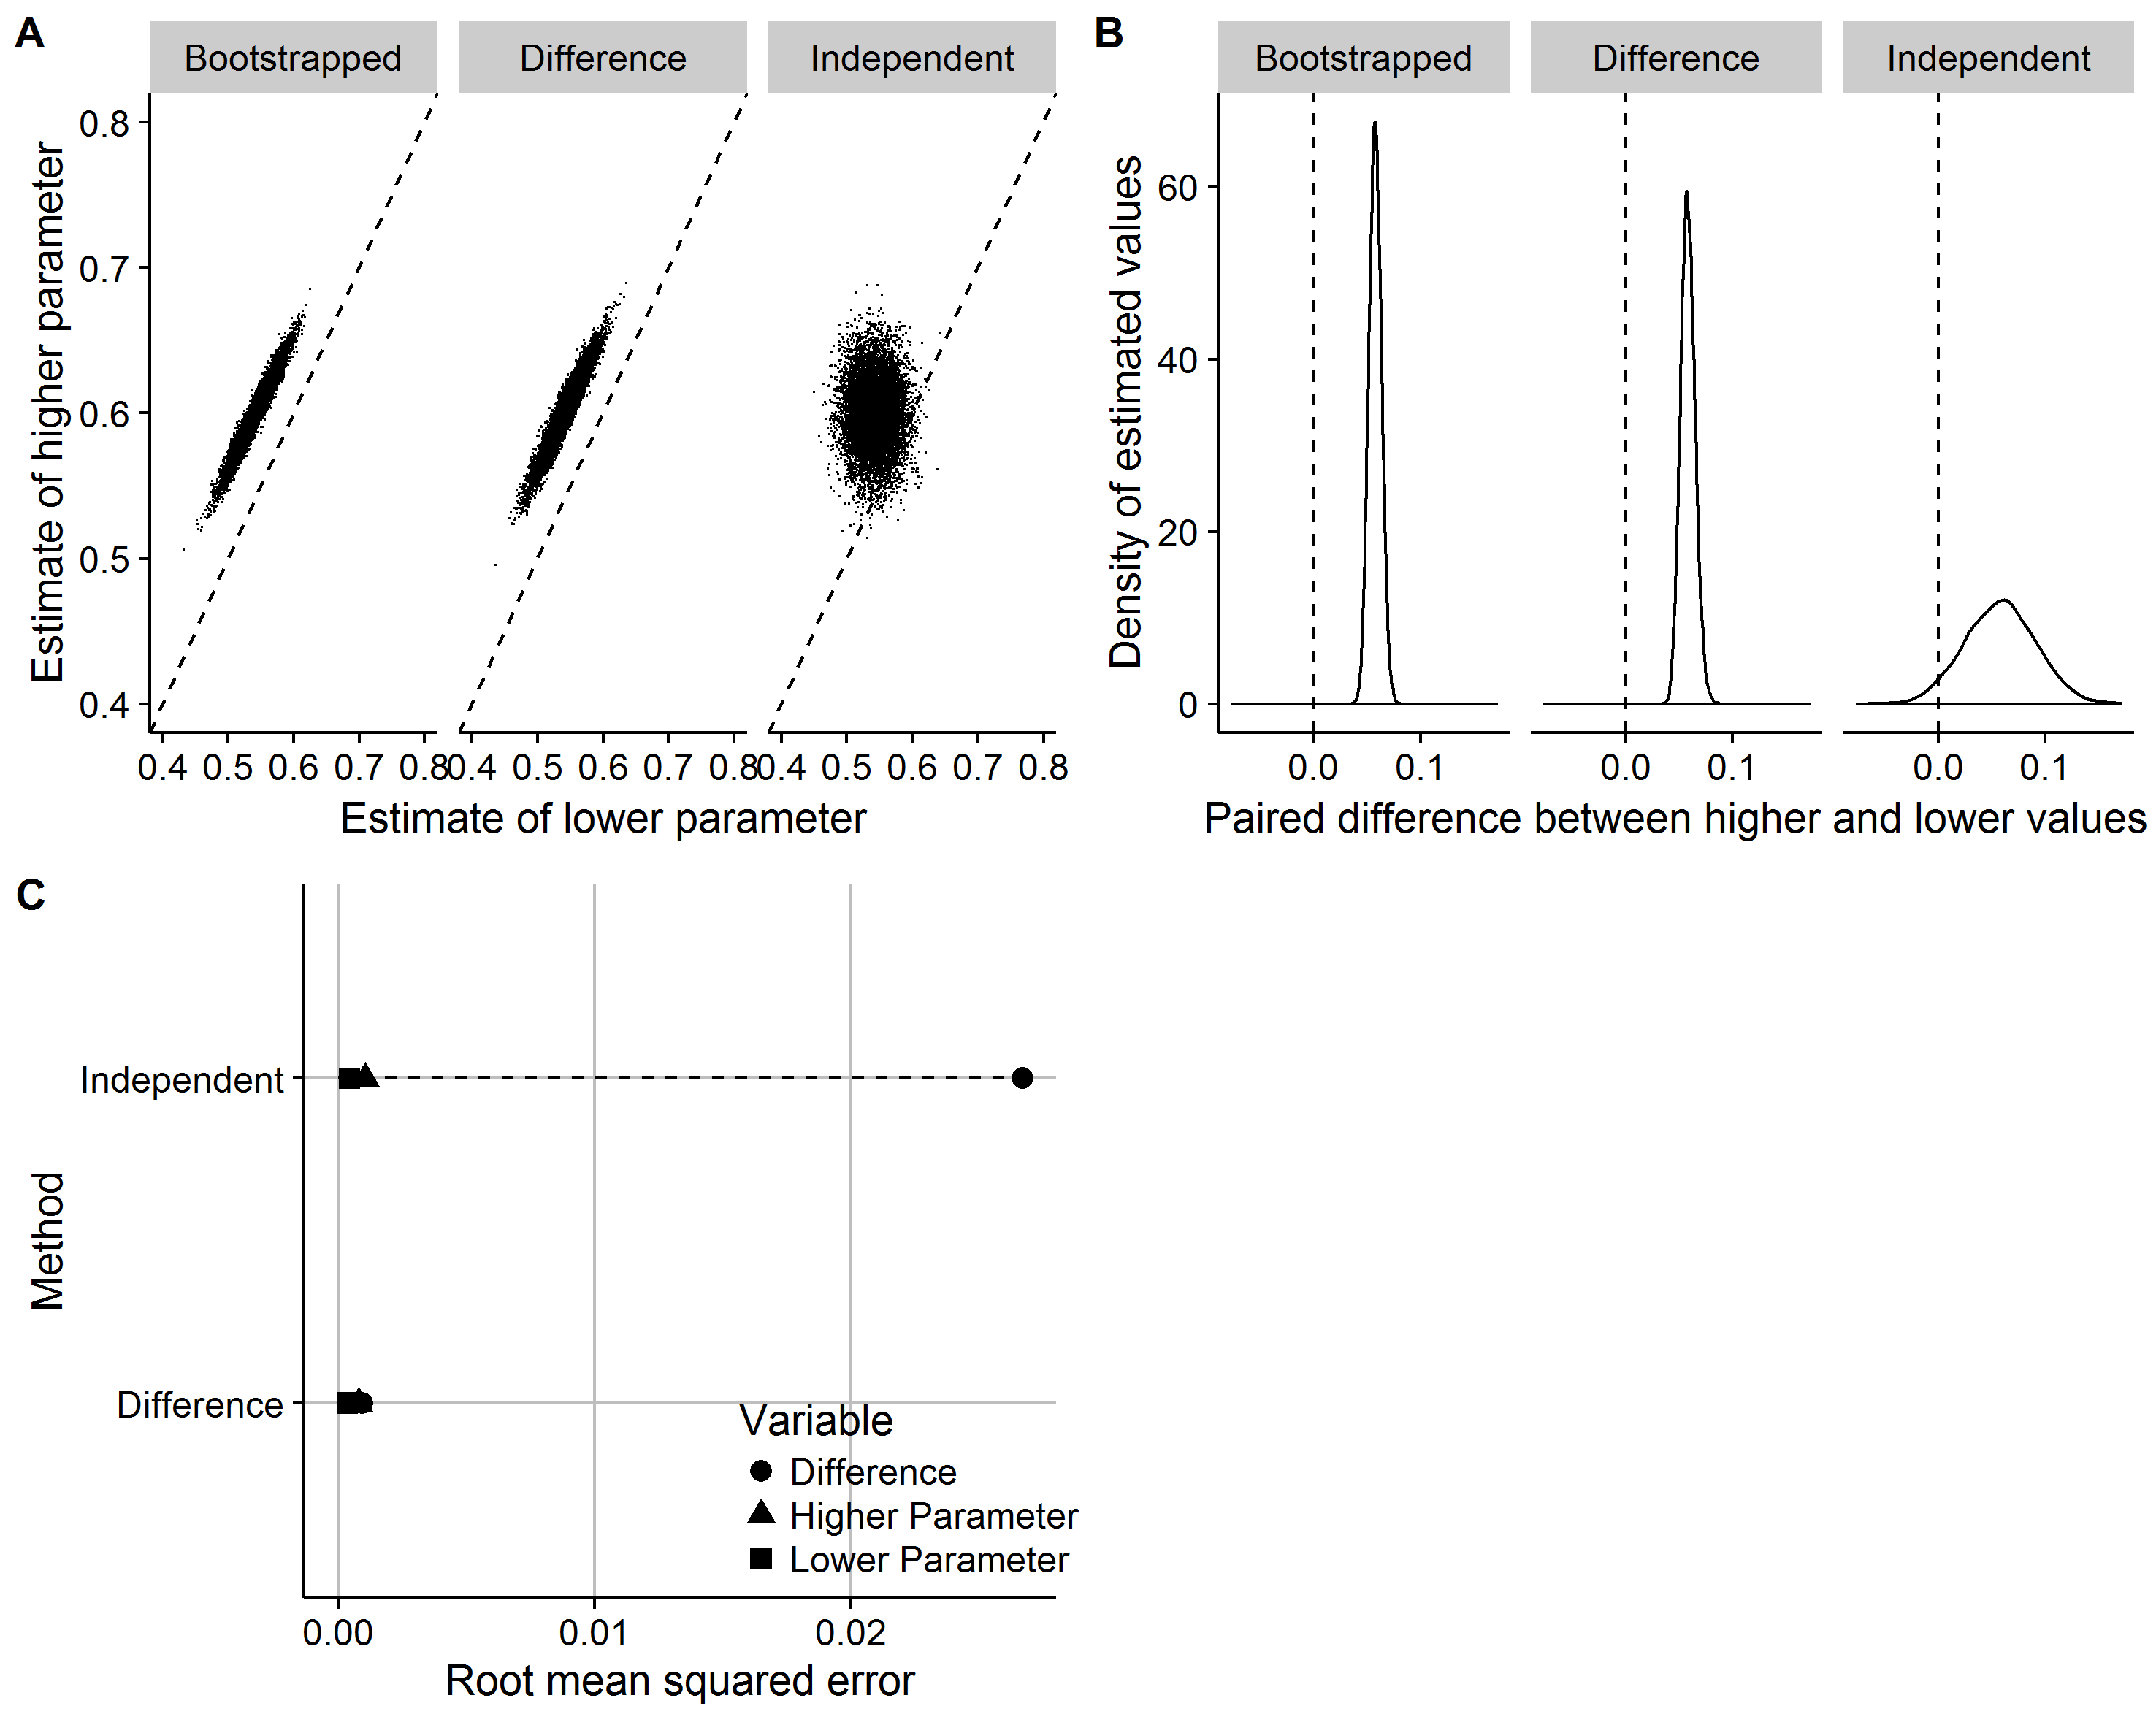 A
Bootstrapped Difference Independent
Estimate of higher parameter
0.8
0.7
0.6
0.5
0.4
0.4 0.5 0.6 0.7 0.8 0.4 0.5 0.6 0.7 0.8 0.4 0.5 0.6 0.7 0.8
Estimate of lower parameter
B
Bootstrapped Difference Independent
Density of estimated values
60
40
20
0
0.0 0.1 0.0 0.1 0.0 0.1
Paired difference between higher and lower values
C
Method
Independent
Difference
Variable
Difference
Higher Parameter
Lower Parameter
0.00 0.01 0.02
Root mean squared error